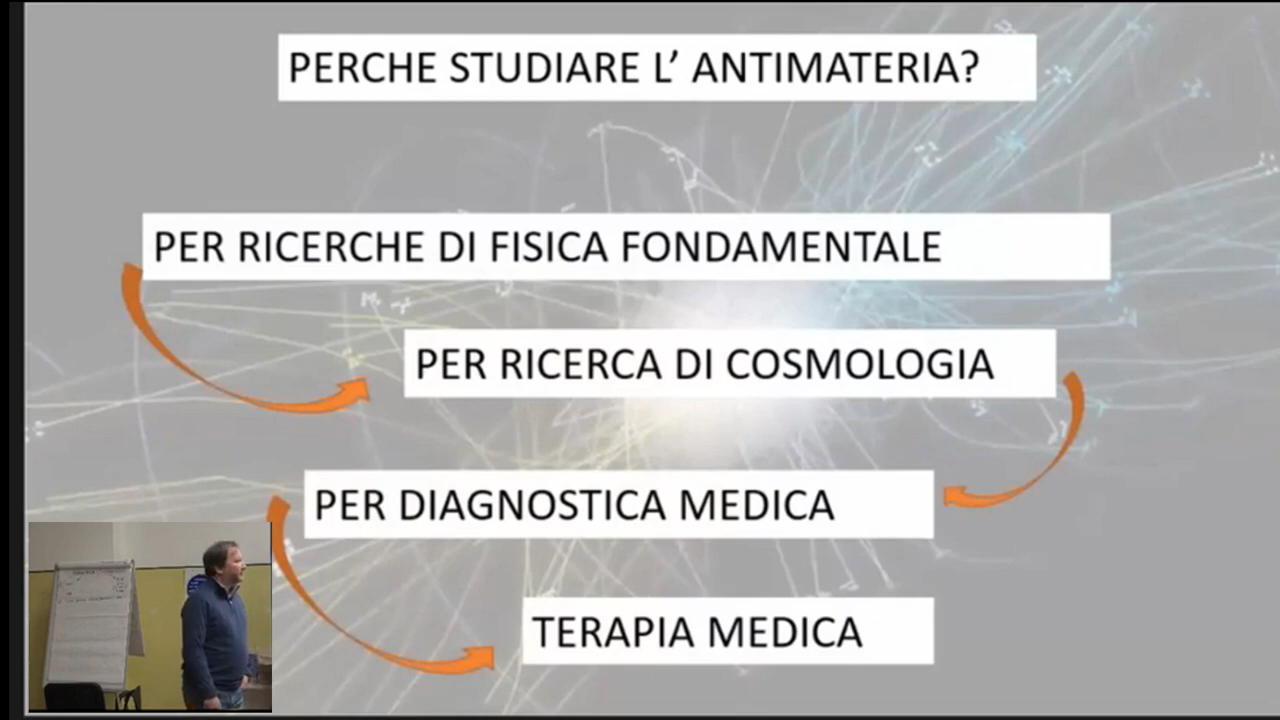 PERCHE STUDIARE L’ ANTIMATERIA?
PER RICERCHE DI FISICA FONDAMENTALE
PER RICERCA DI COSMOLOGIA
PER DIAGNOSTICA MEDICA
TERAPIA MEDICA